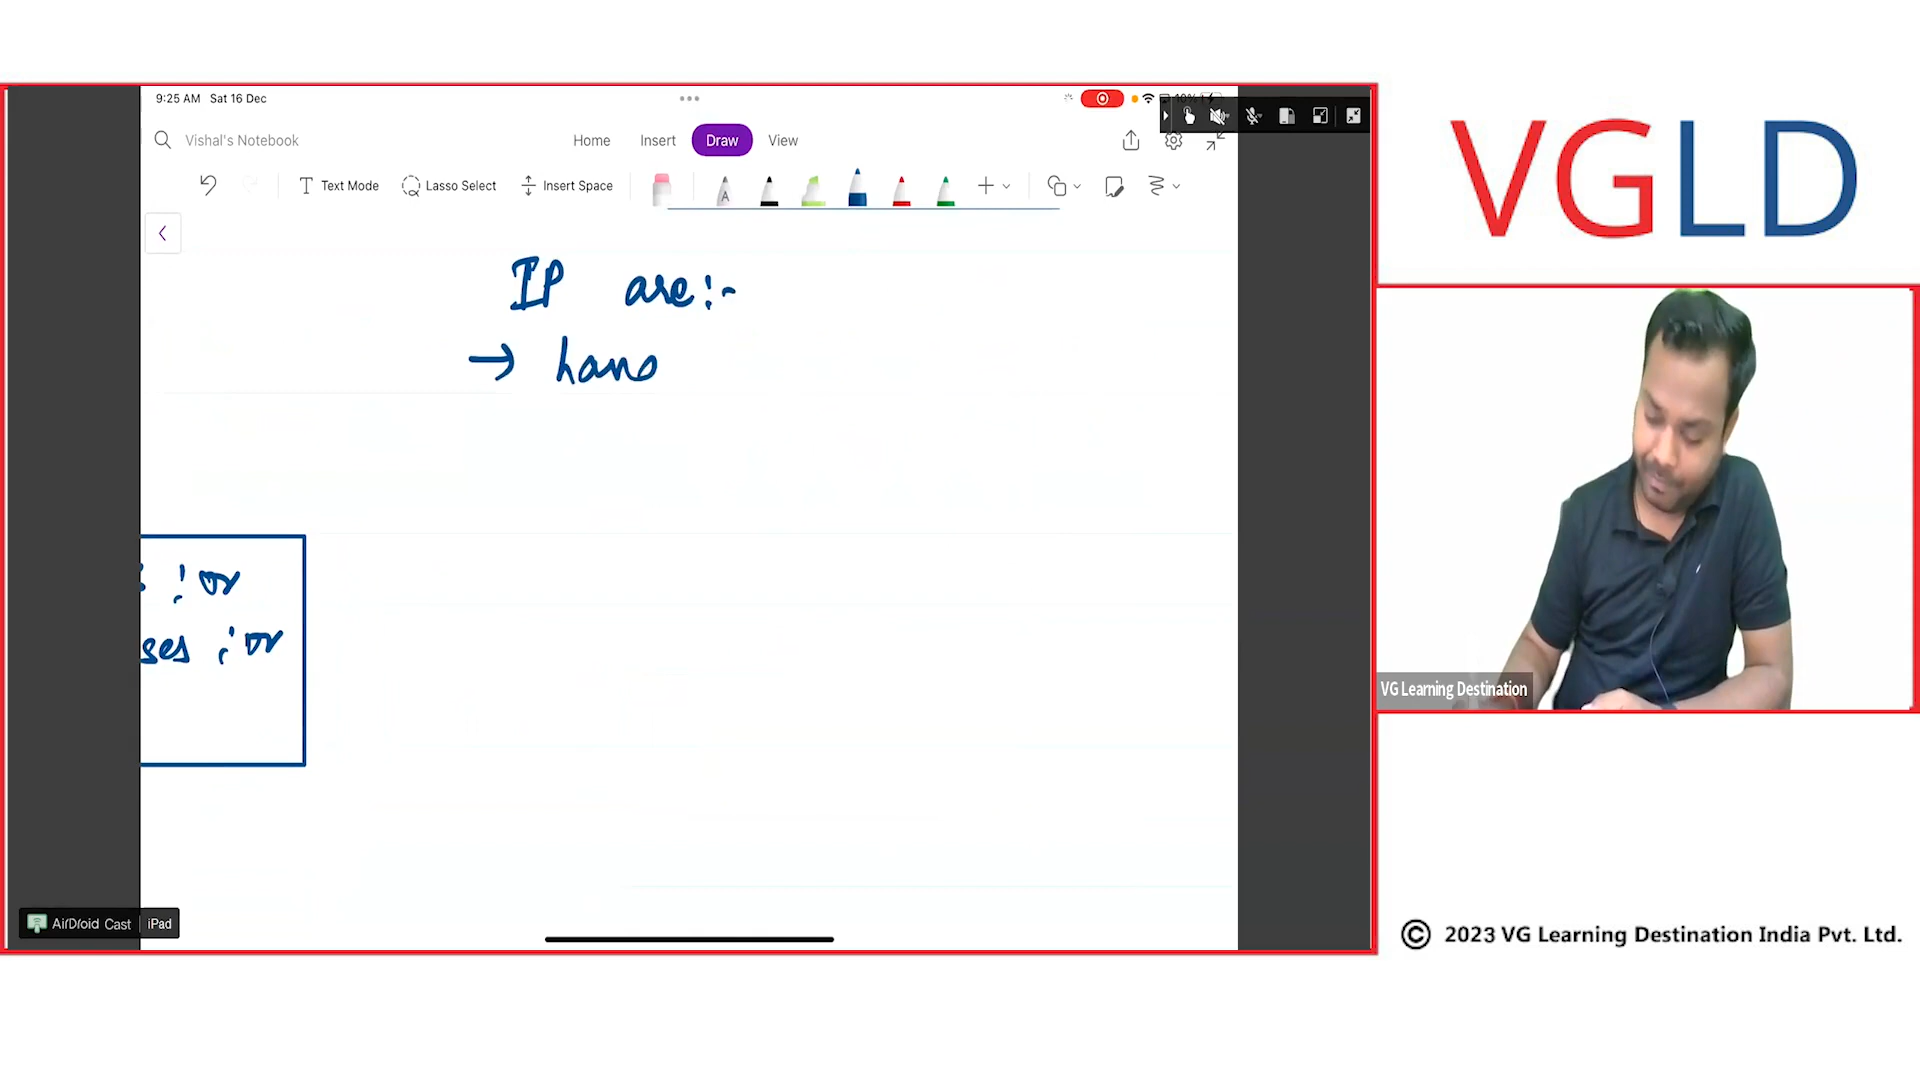 9:25 AM Sat 16 Dec
10%
Vishal's Notebook
Home Insert Draw View
Text Mode Lasso Select Insert Space
A
IP are:-
→ hano
; or
ses ; or
AirDroid Cast iPad
VGLD
VG Learning Destination
© 2023 VG Learning Destination India Pvt. Ltd.